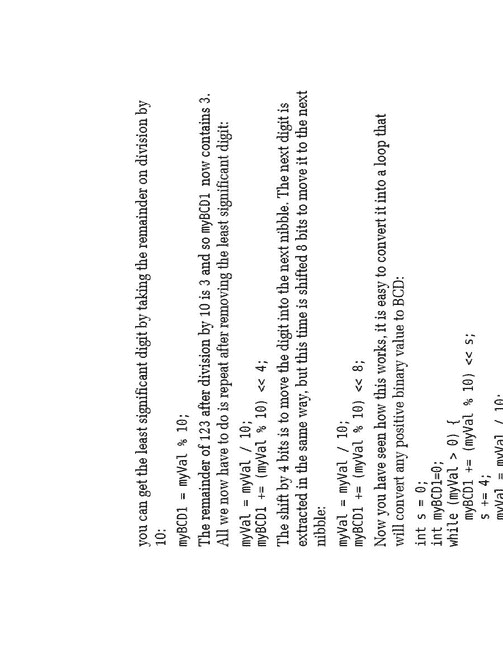 you can get the least significant digit by taking the remainder on division by
10:
myBCD1 = myVal % 10;
The remainder of 123 after division by 10 is 3 and so myBCD1 now contains 3.
All we now have to do is repeat after removing the least significant digit:
myVal = myVal / 10;
myBCD1 += (myVal % 10) << 4;
The shift by 4 bits is to move the digit into the next nibble. The next digit is
extracted in the same way, but this time is shifted 8 bits to move it to the next
nibble:
myVal = myVal / 10;
myBCD1 += (myVal % 10) << 8;
Now you have seen how this works, it is easy to convert it into a loop that
will convert any positive binary value to BCD:
int s = 0;
int myBCD1=0;
while (myVal > 0) {
myBCD1 += (myVal % 10) << s;
s += 4;
myVal = myVal / 10;